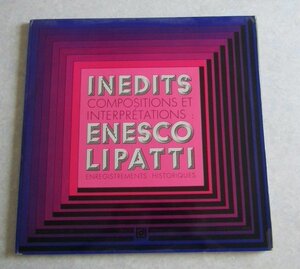 INEDITS
COMPOSITIONS ET
INTERPRÉTATIONS :
ENESCO
LIPATTI
ENREGISTREMENTS HISTORIQUES